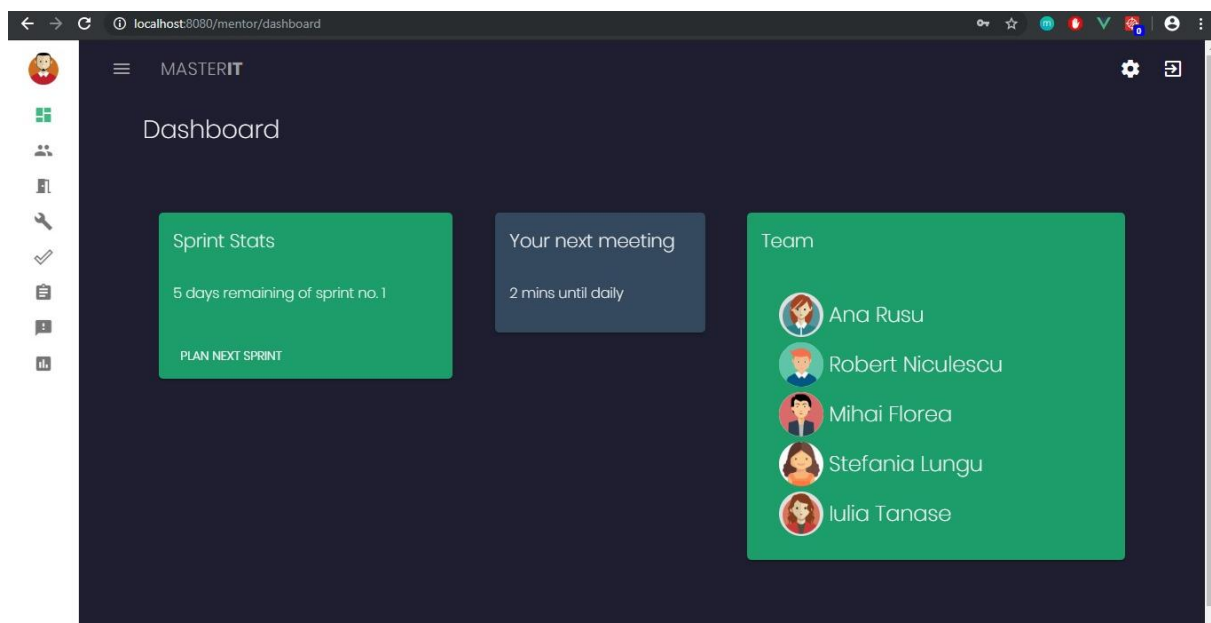 localhost:8080/mentor/dashboard
MASTERIT
Dashboard
Sprint Stats
5 days remaining of sprint no. 1
PLAN NEXT SPRINT
Your next meeting
2 mins until daily
Team
Ana Rusu
Robert Niculescu
Mihai Florea
Stefania Lungu
Iulia Tanase
m
0